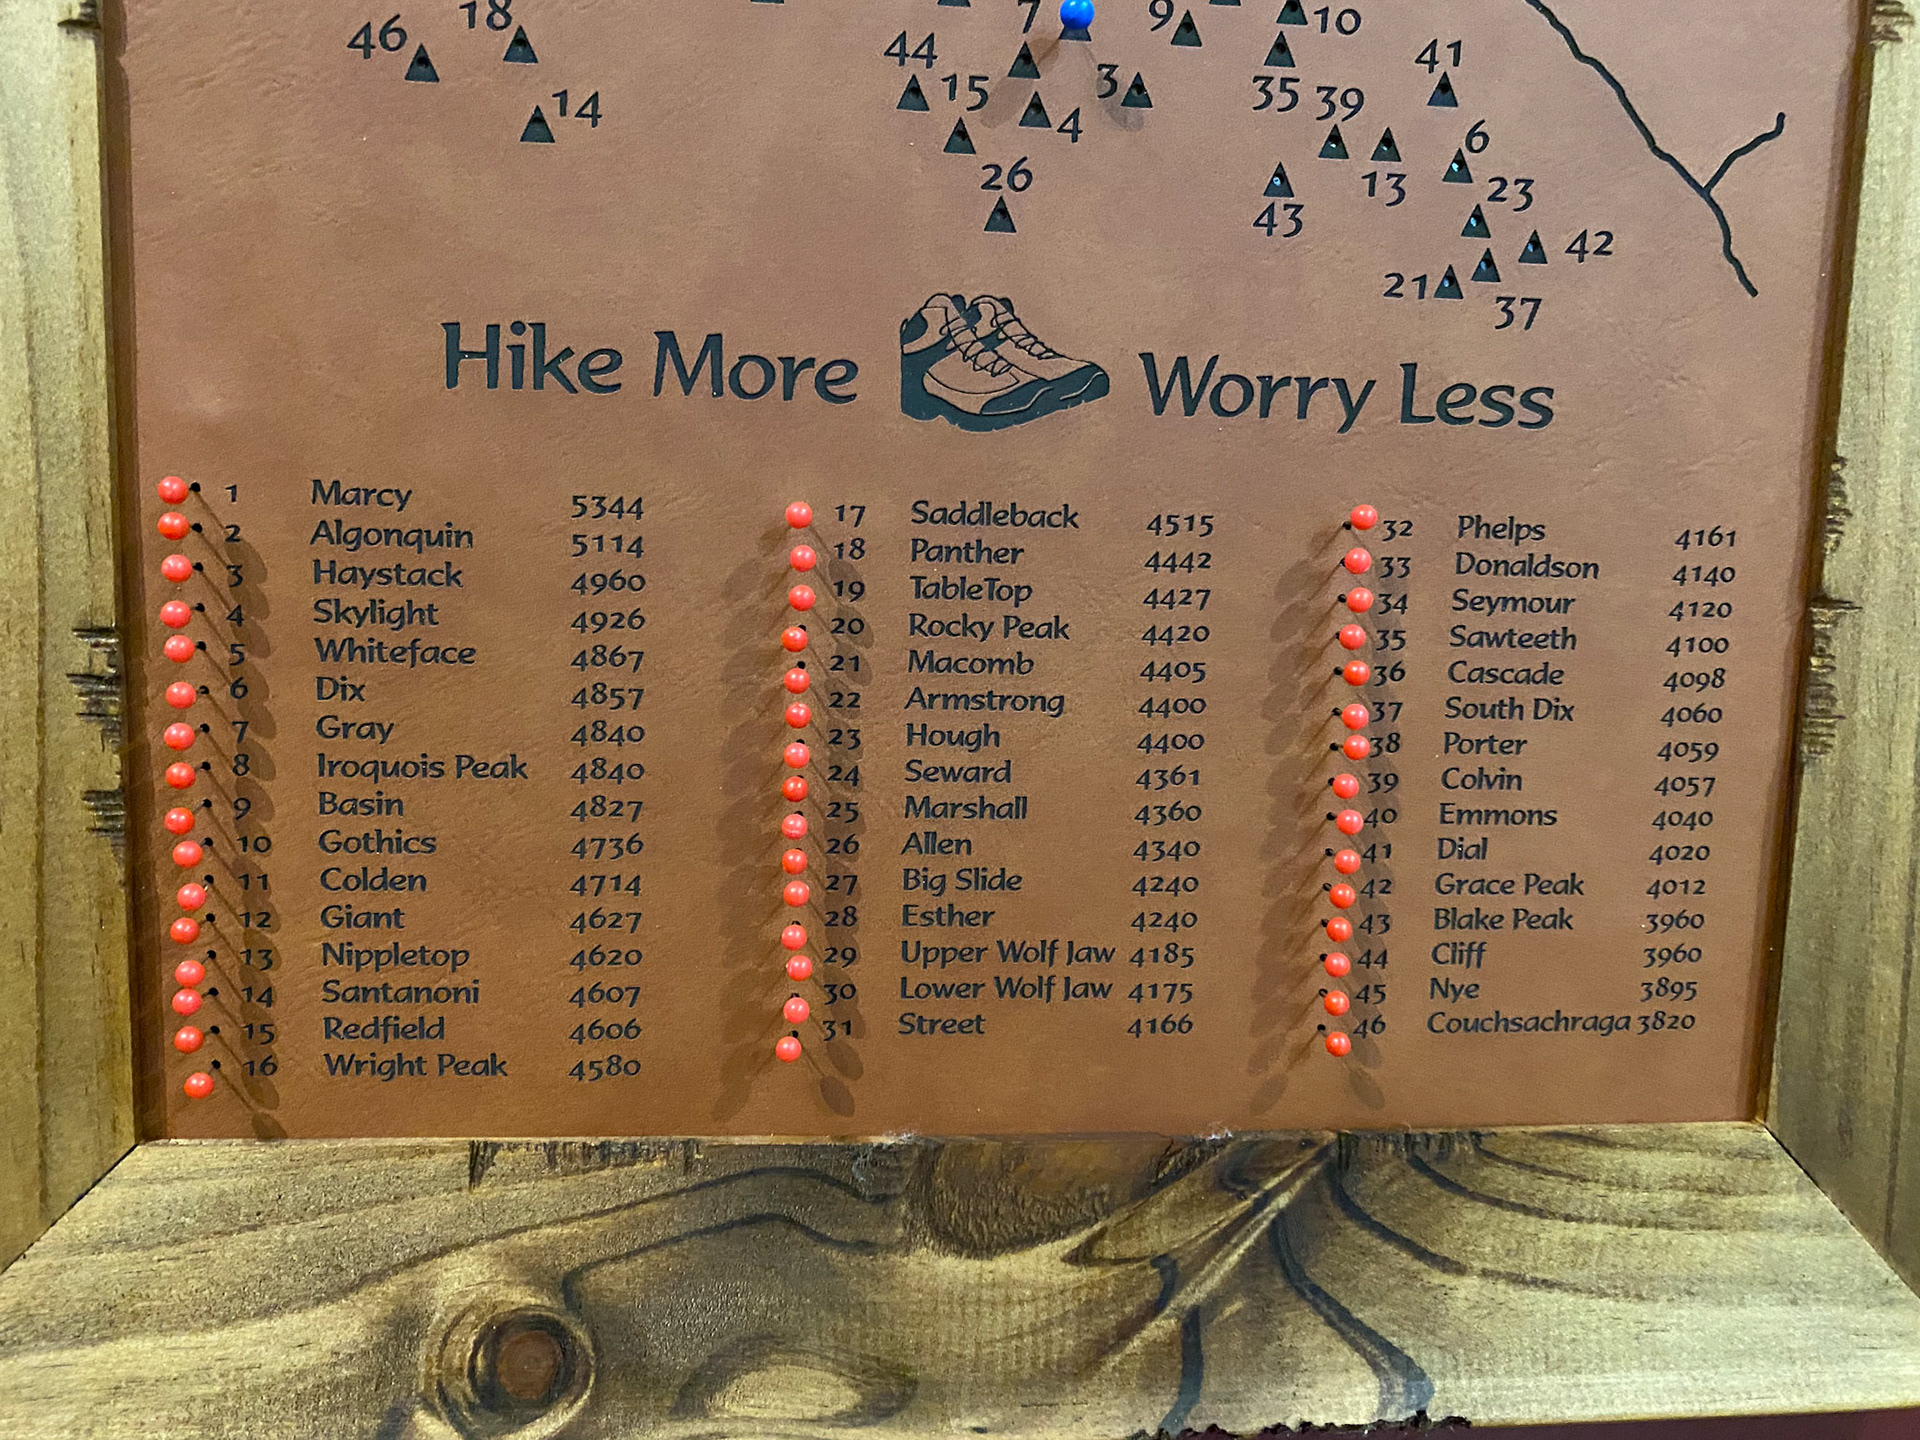 46 18 7 9 10
44 15 3 35 39 41
14 4 6
26 13 23
43 42
21 37
Hike More Worry Less
1 Marcy 5344
2 Algonquin 5114
3 Haystack 4960
4 Skylight 4926
5 Whiteface 4867
6 Dix 4857
7 Gray 4840
8 Iroquois Peak 4840
9 Basin 4827
10 Gothics 4736
11 Colden 4714
12 Giant 4627
13 Nippletop 4620
14 Santanoni 4607
15 Redfield 4606
16 Wright Peak 4580
17 Saddleback 4515
18 Panther 4442
19 TableTop 4427
20 Rocky Peak 4420
21 Macomb 4405
22 Armstrong 4400
23 Hough 4400
24 Seward 4361
25 Marshall 4360
26 Allen 4340
27 Big Slide 4240
28 Esther 4240
29 Upper Wolf Jaw 4185
30 Lower Wolf Jaw 4175
31 Street 4166
32 Phelps 4161
33 Donaldson 4140
34 Seymour 4120
35 Sawteeth 4100
36 Cascade 4098
37 South Dix 4060
38 Porter 4059
39 Colvin 4057
40 Emmons 4040
41 Dial 4020
42 Grace Peak 4012
43 Blake Peak 3960
44 Cliff 3960
45 Nye 3895
46 Couchsachraga 3820